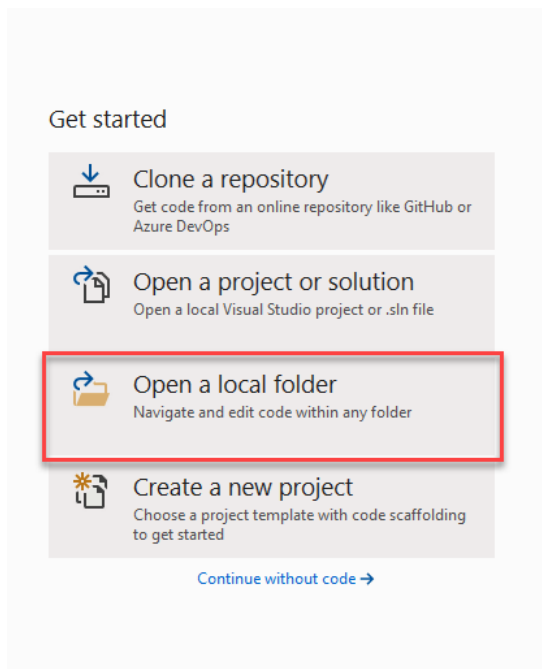 Get started
Clone a repository
Get code from an online repository like GitHub or
Azure DevOps
Open a project or solution
Open a local Visual Studio project or .sln file
Open a local folder
Navigate and edit code within any folder
Create a new project
Choose a project template with code scaffolding
to get started
Continue without code →